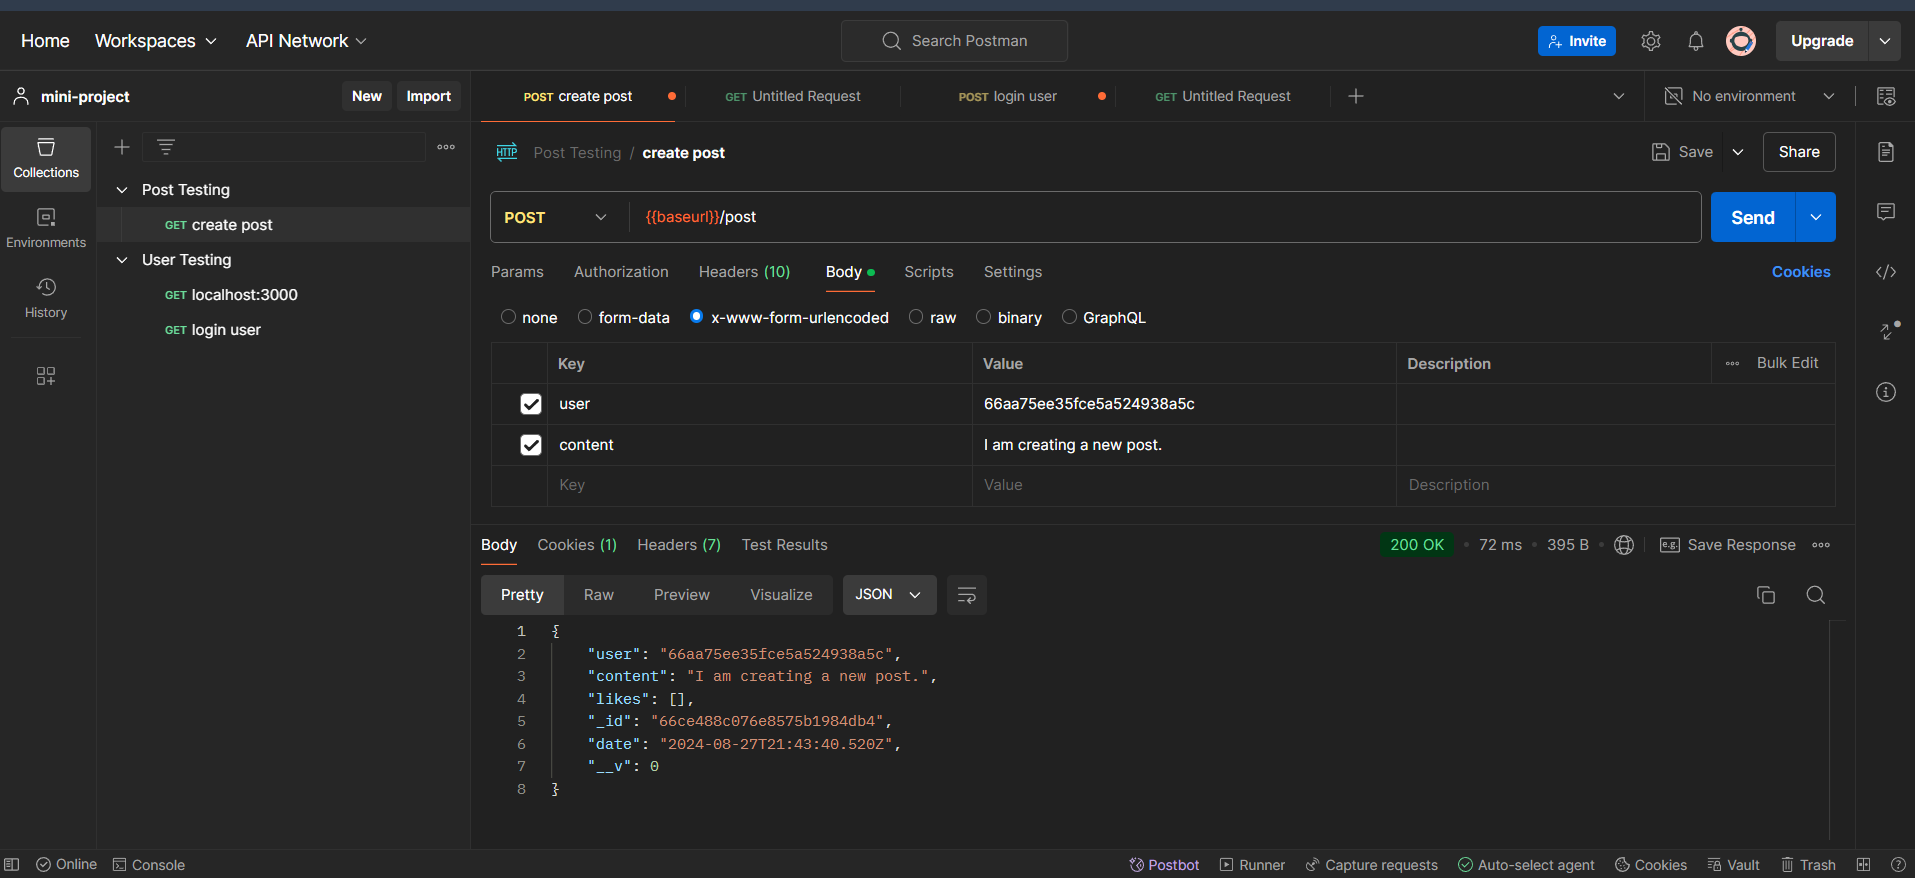 Home Workspaces API Network Search Postman Invite Upgrade
mini-project New Import POST create post GET Untitled Request POST login user GET Untitled Request No environment
Collections
Environments
History
Post Testing
GET create post
User Testing
GET localhost:3000
GET login user
HTTP Post Testing / create post Save Share
POST {{baseurl}}/post Send
Params Authorization Headers (10) Body Scripts Settings Cookies
none form-data x-www-form-urlencoded raw binary GraphQL
Key Value Description Bulk Edit
user 66aa75ee35fce5a524938a5c
content I am creating a new post.
Key Value Description
Body Cookies (1) Headers (7) Test Results 200 OK 72 ms 395 B e.g. Save Response
Pretty Raw Preview Visualize JSON
1 {
2 "user": "66aa75ee35fce5a524938a5c",
3 "content": "I am creating a new post.",
4 "likes": [],
5 "_id": "66ce488c076e8575b1984db4",
6 "date": "2024-08-27T21:43:40.520Z",
7 "__v": 0
8 }
Online Console Postbot Runner Capture requests Auto-select agent Cookies Vault Trash